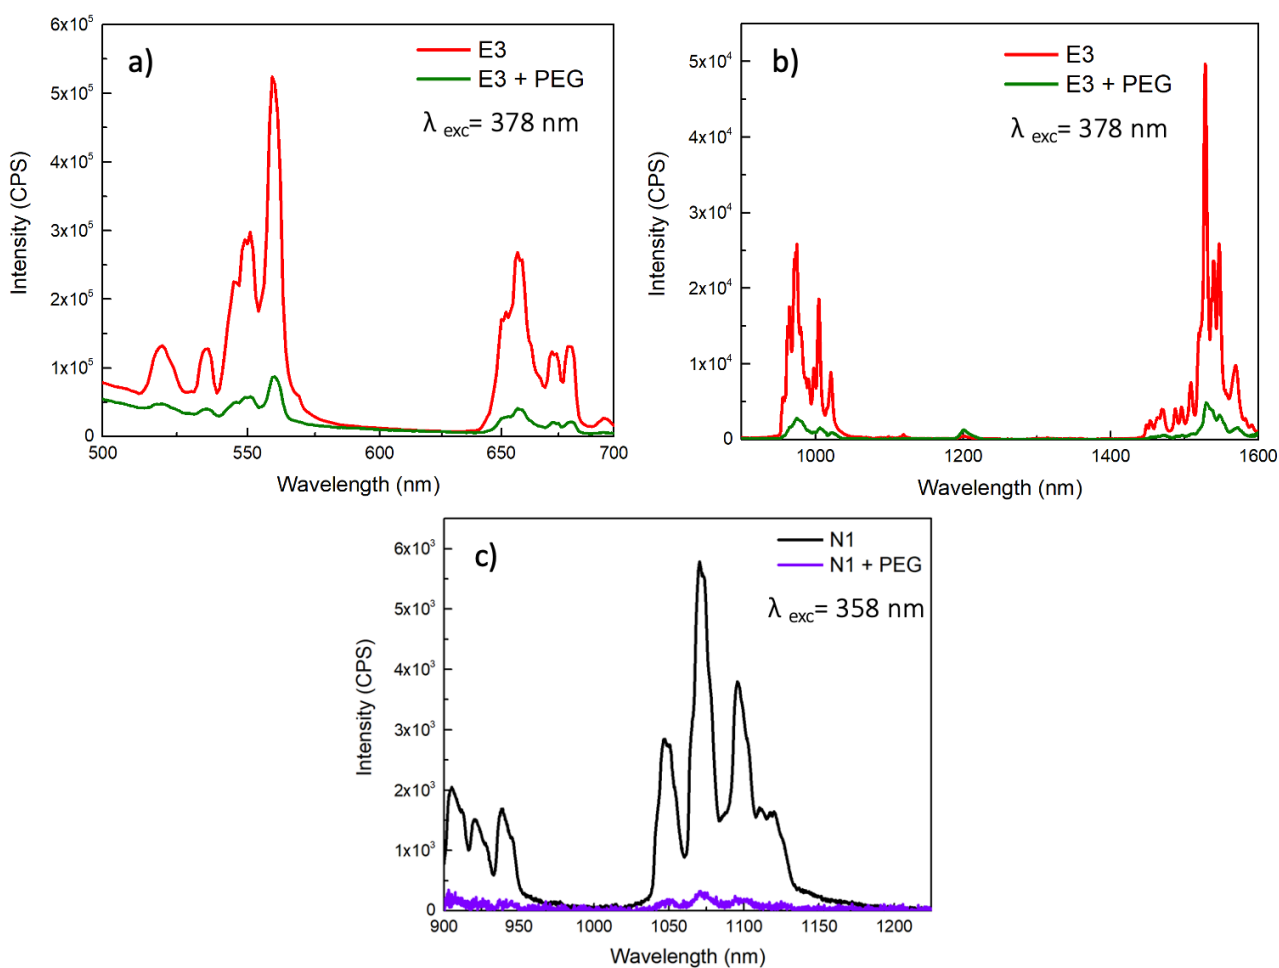 a)
E3
E3 + PEG
λ exc= 378 nm
6x10⁵
5x10⁵
4x10⁵
3x10⁵
2x10⁵
1x10⁵
0
Intensity (CPS)
500 550 600 650 700
Wavelength (nm)
b)
E3
E3 + PEG
λ exc= 378 nm
5x10⁴
4x10⁴
3x10⁴
2x10⁴
1x10⁴
0
Intensity (CPS)
1000 1200 1400 1600
Wavelength (nm)
c)
N1
N1 + PEG
λ exc= 358 nm
6x10³
5x10³
4x10³
3x10³
2x10³
1x10³
0
Intensity (CPS)
900 950 1000 1050 1100 1150 1200
Wavelength (nm)